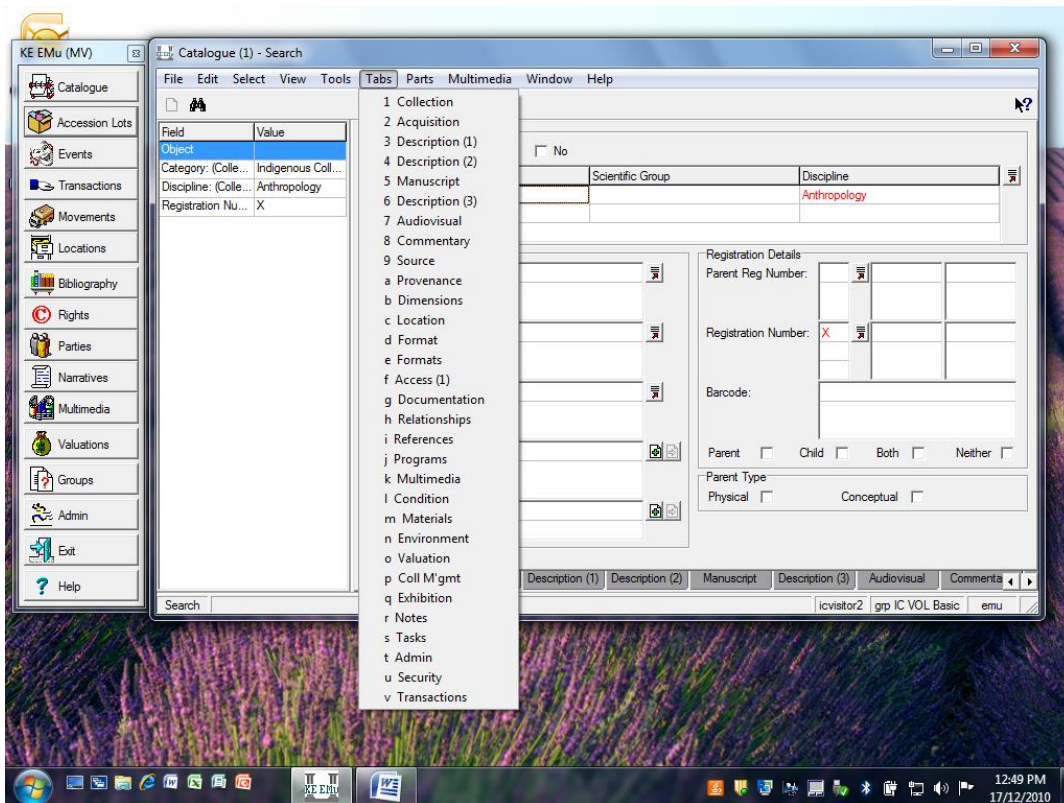 KE EMu (MV)
Catalogue
Accession Lots
Events
Transactions
Movements
Locations
Bibliography
Rights
Parties
Narratives
Multimedia
Valuations
Groups
Admin
Exit
Help
Catalogue (1) - Search
File Edit Select View Tools Tabs Parts Multimedia Window Help
Field Value
Object
Category: (Colle... Indigenous Coll...
Discipline: (Colle... Anthropology
Registration Nu... X
1 Collection
2 Acquisition
3 Description (1)
4 Description (2)
5 Manuscript
6 Description (3)
7 Audiovisual
8 Commentary
9 Source
a Provenance
b Dimensions
c Location
d Format
e Formats
f Access (1)
g Documentation
h Relationships
i References
j Programs
k Multimedia
l Condition
m Materials
n Environment
o Valuation
p Coll M'gmt
q Exhibition
r Notes
s Tasks
t Admin
u Security
v Transactions
No
Scientific Group Discipline
Anthropology
Registration Details
Parent Reg Number:
Registration Number: X
Barcode:
Parent Child Both Neither
Parent Type
Physical Conceptual
Description (1) Description (2) Manuscript Description (3) Audiovisual Commenta
Search icvisitor2 grp IC VOL Basic emu
KE EMu
12:49 PM
17/12/2010